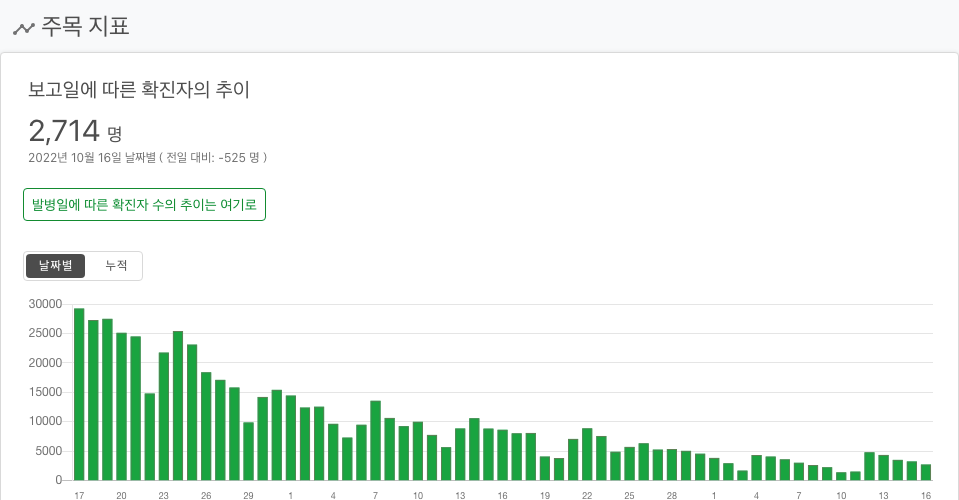 주목 지표
보고일에 따른 확진자의 추이
2,714 명
2022년 10월 16일 날짜별 ( 전일 대비: -525 명 )
발병일에 따른 확진자 수의 추이는 여기로
날짜별 누적
30000
25000
20000
15000
10000
5000
0
17 20 23 26 29 1 4 7 10 13 16 19 22 25 28 1 4 7 10 13 16